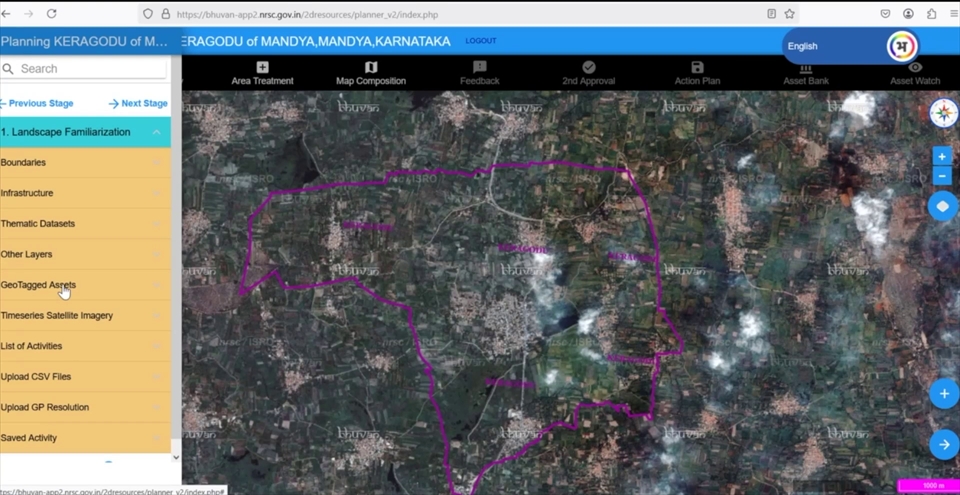 https://bhuvan-app2.nrsc.gov.in/2dresources/planner_v2/index.php
Planning KERAGODU of M... ERAGODU of MANDYA,MANDYA,KARNATAKA LOGOUT
English भ
Search
Area Treatment Map Composition Feedback 2nd Approval Action Plan Asset Bank Asset Watch
Previous Stage Next Stage
1. Landscape Familiarization
Boundaries
Infrastructure
Thematic Datasets
Other Layers
GeoTagged Assets
Timeseries Satellite Imagery
List of Activities
Upload CSV Files
Upload GP Resolution
Saved Activity
1000 m
tps://bhuvan-app2.nrsc.gov.in/2dresources/planner_v2/index.php#